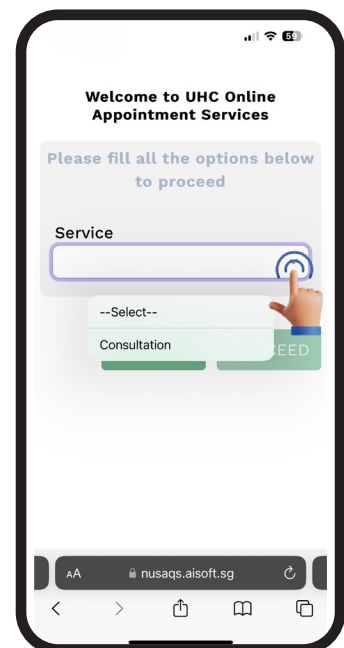 59
Welcome to UHC Online
Appointment Services
Please fill all the options below
to proceed
Service
--Select--
Consultation
CEED
AA nusaqs.aisoft.sg